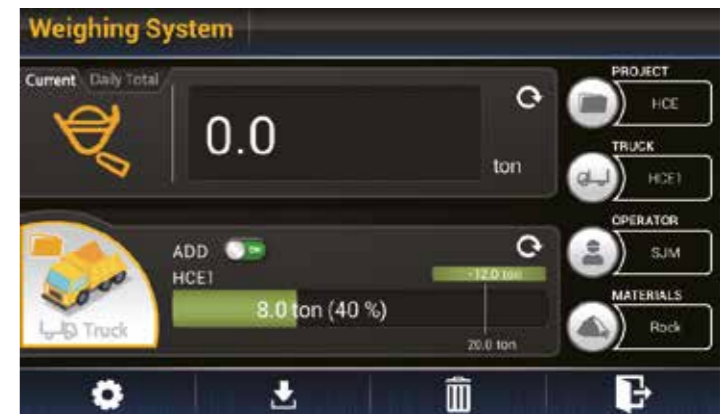 Weighing System
Current Daily Total
0.0
ton
PROJECT
HCE
TRUCK
HCE1
OPERATOR
SJM
MATERIALS
Rock
Truck
ADD ON
HCE1
-12.0 ton
8.0 ton (40 %)
20.0 ton